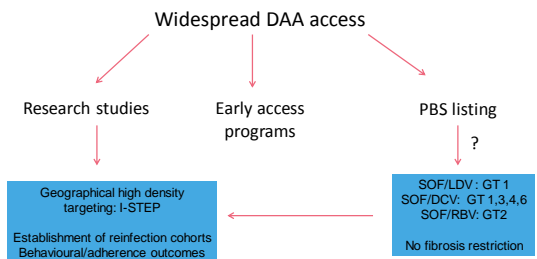 Widespread DAA access
Research studies
Early access
programs
PBS listing
?
Geographical high density
targeting: I-STEP
Establishment of reinfection cohorts
Behavioural/adherence outcomes
SOF/LDV: GT 1
SOF/DCV: GT 1,3,4,6
SOF/RBV: GT2
No fibrosis restriction